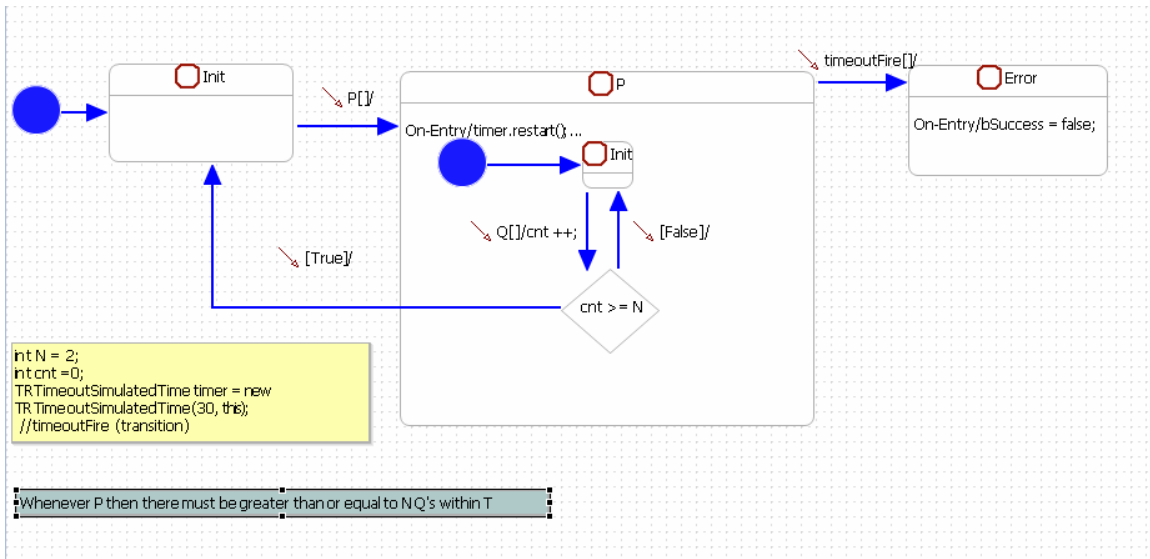 Init
P[]/
P
timeoutFire[]/
Error
On-Entry/timer.restart(); ...
On-Entry/bSuccess = false;
Init
Q[]/cnt ++;
[False]/
[True]/
cnt >= N
int N = 2;
int cnt =0;
TRTimeoutSimulatedTime timer = new
TRTimeoutSimulatedTime(30, this);
//timeoutFire (transition)
Whenever P then there must be greater than or equal to N Q's within T